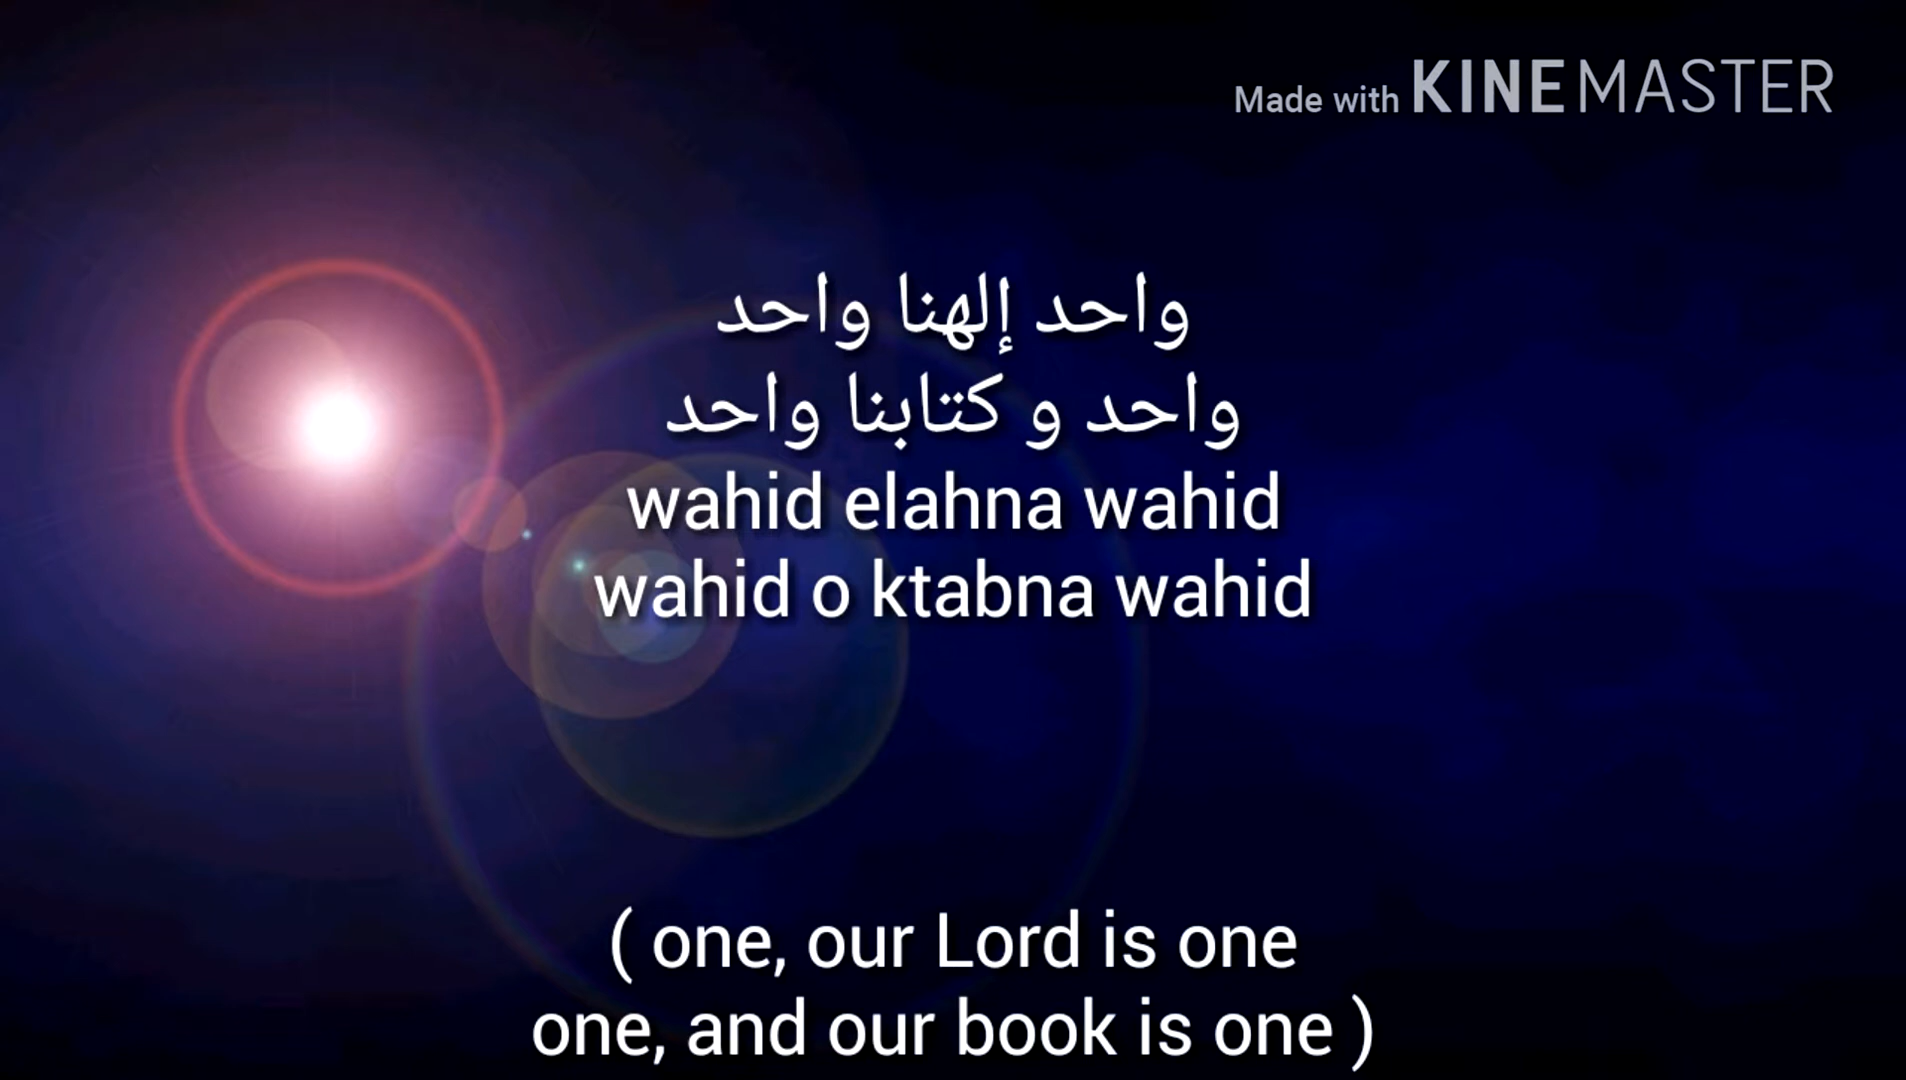 Made with KINEMASTER
واحد إلهنا واحد
واحد و كتابنا واحد
wahid elahna wahid
wahid o ktabna wahid
( one, our Lord is one
one, and our book is one )